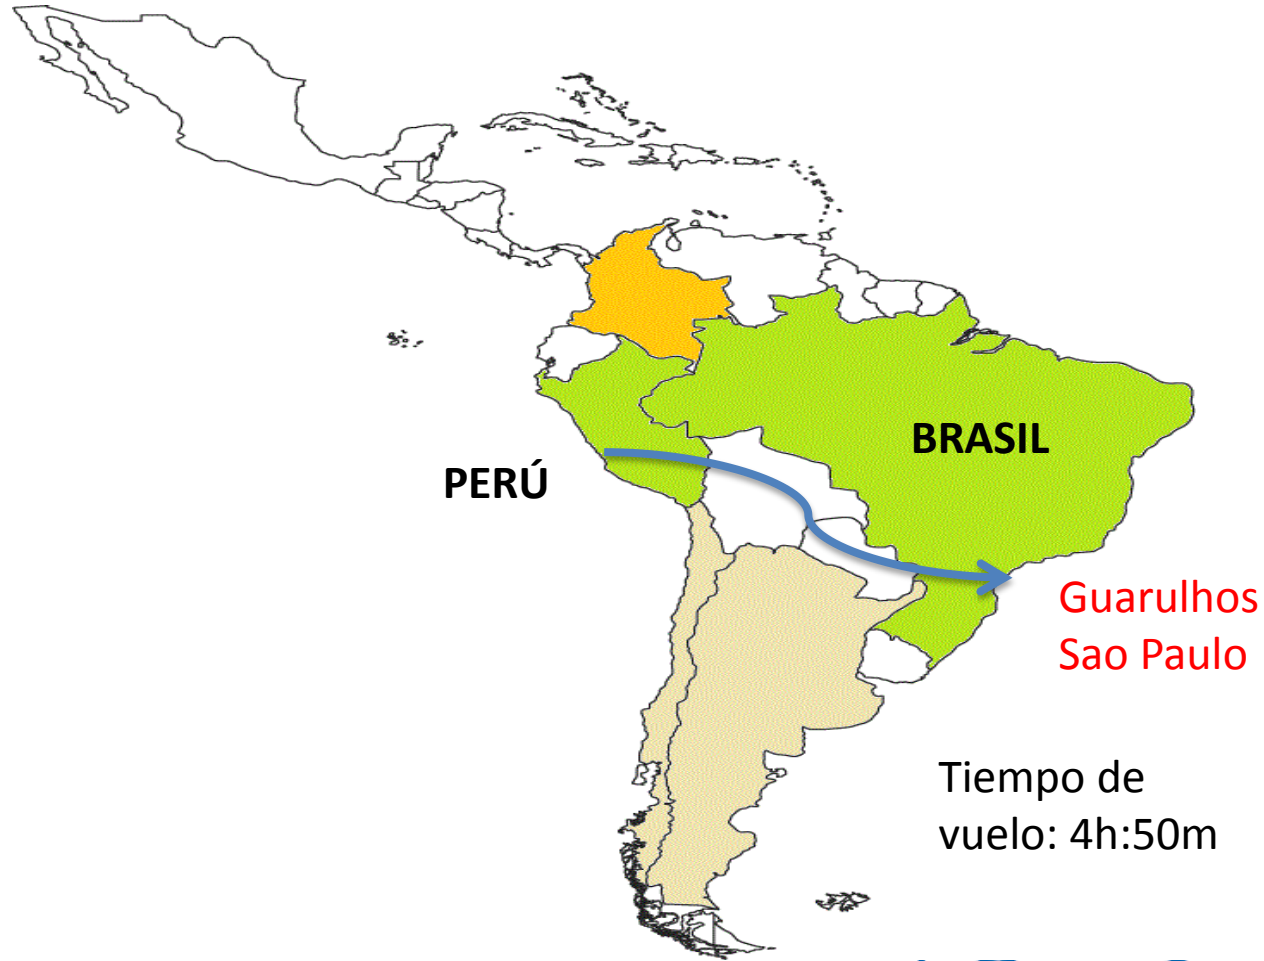 BRASIL
PERÚ
Guarulhos
Sao Paulo
Tiempo de
vuelo: 4h:50m